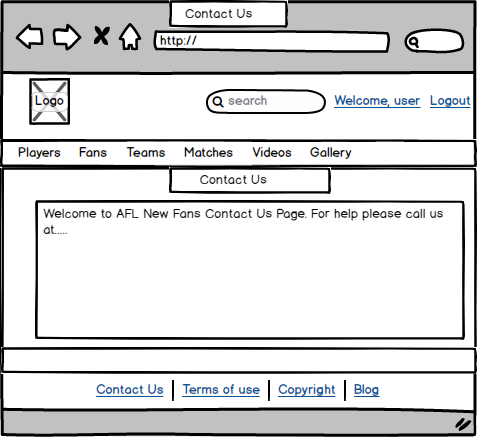 Contact Us
http://
Logo
search
Welcome, user
Logout
Players
Fans
Teams
Matches
Videos
Gallery
Contact Us
Welcome to AFL New Fans Contact Us Page. For help please call us
at.....
Contact Us
Terms of use
Copyright
Blog